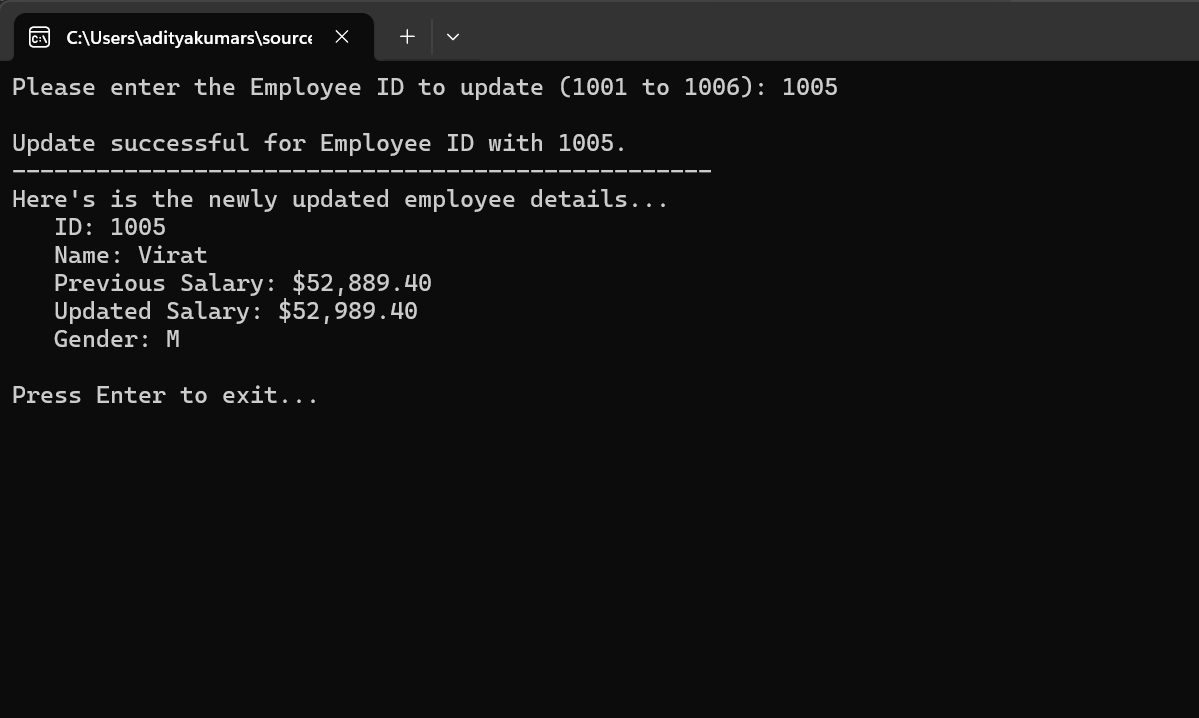 C:\Users\adityakumars\source
Please enter the Employee ID to update (1001 to 1006): 1005
Update successful for Employee ID with 1005.
--------------------------------------------------
Here's is the newly updated employee details...
ID: 1005
Name: Virat
Previous Salary: $52,889.40
Updated Salary: $52,989.40
Gender: M
Press Enter to exit...